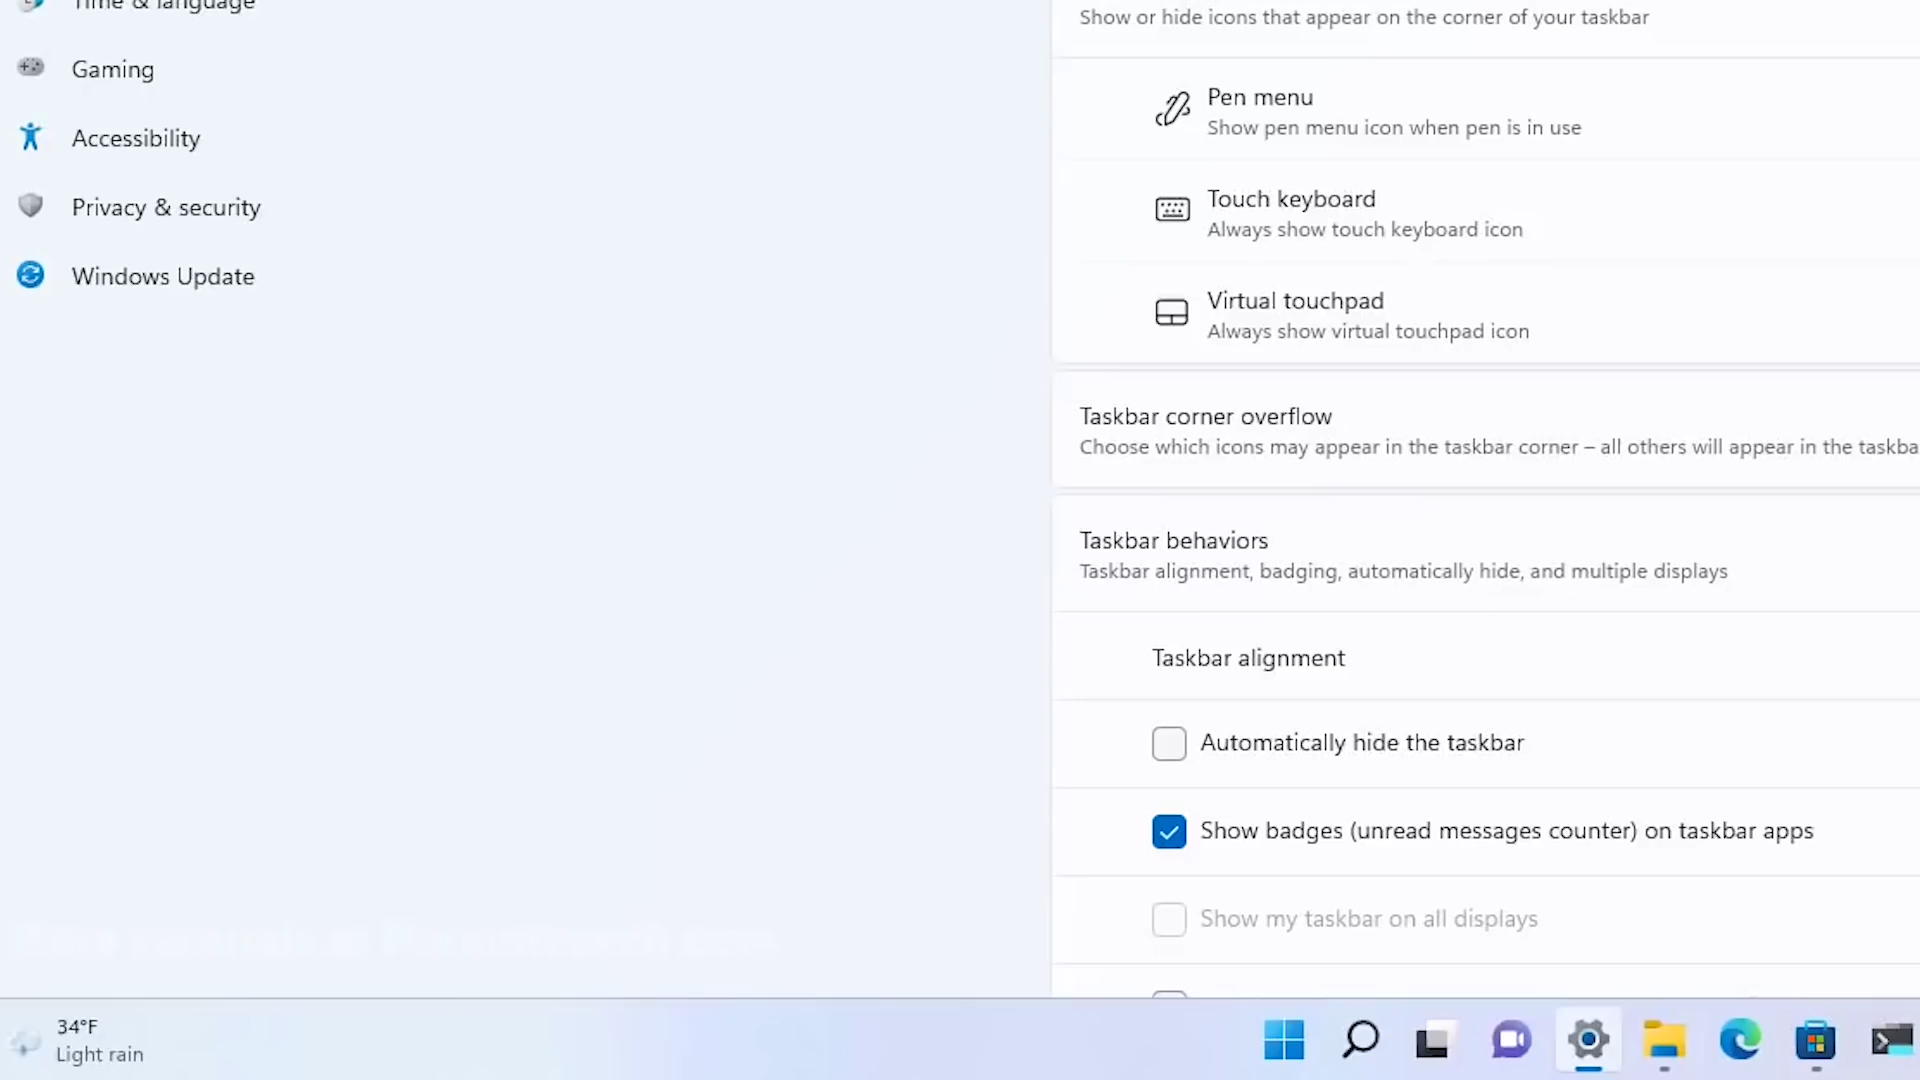 Time & language
Gaming
Accessibility
Privacy & security
Windows Update
Show or hide icons that appear on the corner of your taskbar
Pen menu
Show pen menu icon when pen is in use
Touch keyboard
Always show touch keyboard icon
Virtual touchpad
Always show virtual touchpad icon
Taskbar corner overflow
Choose which icons may appear in the taskbar corner – all others will appear in the taskba
Taskbar behaviors
Taskbar alignment, badging, automatically hide, and multiple displays
Taskbar alignment
Automatically hide the taskbar
Show badges (unread messages counter) on taskbar apps
Show my taskbar on all displays
34°F
Light rain